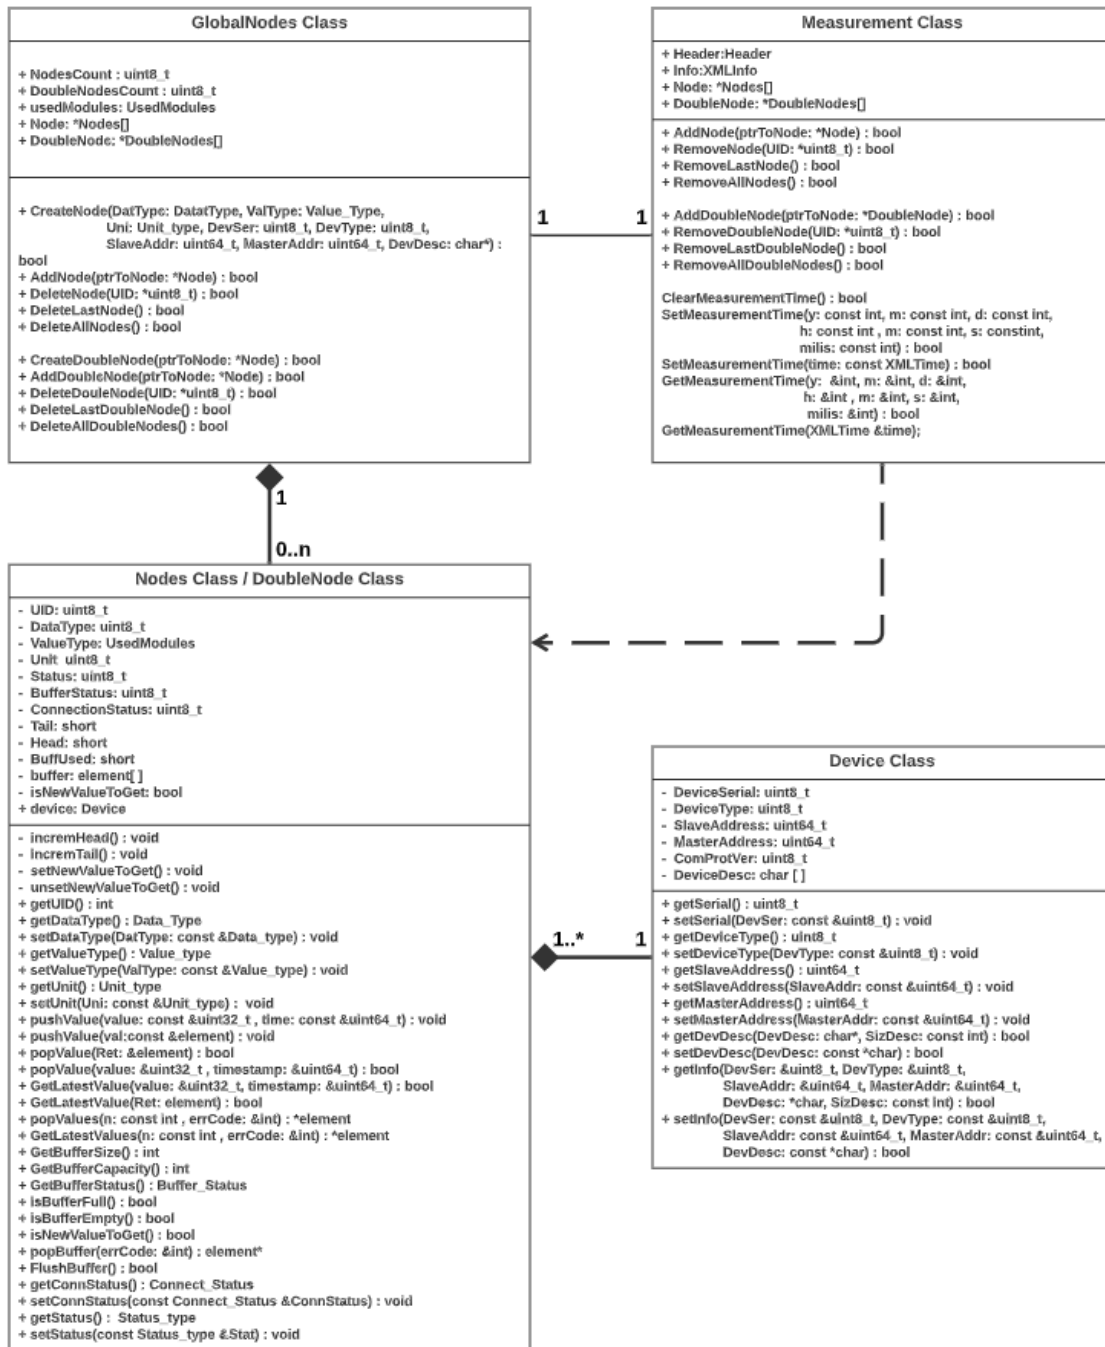 GlobalNodes Class
+ NodesCount : uint8_t
+ DoubleNodesCount : uint8_t
+ usedModules: UsedModules
+ Node: *Nodes[]
+ DoubleNode: *DoubleNodes[]
+ CreateNode(DatType: DatatType, ValType: Value_Type,
Uni: Unit_type, DevSer: uint8_t, DevType: uint8_t,
SlaveAddr: uint64_t, MasterAddr: uint64_t, DevDesc: char*) :
bool
+ AddNode(ptrToNode: *Node) : bool
+ DeleteNode(UID: *uint8_t) : bool
+ DeleteLastNode() : bool
+ DeleteAllNodes() : bool
+ CreateDoubleNode(ptrToNode: *Node) : bool
+ AddDoubleNode(ptrToNode: *Node) : bool
+ DeleteDouleNode(UID: *uint8_t) : bool
+ DeleteLastDoubleNode() : bool
+ DeleteAllDoubleNodes() : bool
1
1
Measurement Class
+ Header:Header
+ Info:XMLInfo
+ Node: *Nodes[]
+ DoubleNode: *DoubleNodes[]
+ AddNode(ptrToNode: *Node) : bool
+ RemoveNode(UID: *uint8_t) : bool
+ RemoveLastNode() : bool
+ RemoveAllNodes() : bool
+ AddDoubleNode(ptrToNode: *DoubleNode) : bool
+ RemoveDoubleNode(UID: *uint8_t) : bool
+ RemoveLastDoubleNode() : bool
+ RemoveAllDoubleNodes() : bool
ClearMeasurementTime() : bool
SetMeasurementTime(y: const int, m: const int, d: const int,
h: const int , m: const int, s: constint,
milis: const int) : bool
SetMeasurementTime(time: const XMLTime) : bool
GetMeasurementTime(y: &int, m: &int, d: &int,
h: &int , m: &int, s: &int,
milis: &int) : bool
GetMeasurementTime(XMLTime &time);
1
0..n
Nodes Class / DoubleNode Class
- UID: uint8_t
- DataType: uint8_t
- ValueType: UsedModules
- Unit uint8_t
- Status: uint8_t
- BufferStatus: uint8_t
- ConnectionStatus: uint8_t
- Tail: short
- Head: short
- BuffUsed: short
- buffer: element[ ]
- isNewValueToGet: bool
+ device: Device
- incremHead() : void
- incremTail() : void
- setNewValueToGet() : void
- unsetNewValueToGet() : void
+ getUID() : int
+ getDataType() : Data_Type
+ setDataType(DatType: const &Data_type) : void
+ getValueType() : Value_type
+ setValueType(ValType: const &Value_type) : void
+ getUnit() : Unit_type
+ setUnit(Uni: const &Unit_type) : void
+ pushValue(value: const &uint32_t , time: const &uint64_t) : void
+ pushValue(val:const &element) : void
+ popValue(Ret: &element) : bool
+ popValue(value: &uint32_t , timestamp: &uint64_t) : bool
+ GetLatestValue(value: &uint32_t, timestamp: &uint64_t) : bool
+ GetLatestValue(Ret: element) : bool
+ popValues(n: const int , errCode: &int) : *element
+ GetLatestValues(n: const int , errCode: &int) : *element
+ GetBufferSize() : int
+ GetBufferCapacity() : int
+ GetBufferStatus() : Buffer_Status
+ isBufferFull() : bool
+ isBufferEmpty() : bool
+ isNewValueToGet() : bool
+ popBuffer(errCode: &int) : element*
+ FlushBuffer() : bool
+ getConnStatus() : Connect_Status
+ setConnStatus(const Connect_Status &ConnStatus) : void
+ getStatus() : Status_type
+ setStatus(const Status_type &Stat) : void
1..*
1
Device Class
- DeviceSerial: uint8_t
- DeviceType: uint8_t
- SlaveAddress: uint64_t
- MasterAddress: uint64_t
- ComProtVer: uint8_t
- DeviceDesc: char [ ]
+ getSerial() : uint8_t
+ setSerial(DevSer: const &uint8_t) : void
+ getDeviceType() : uint8_t
+ setDeviceType(DevType: const &uint8_t) : void
+ getSlaveAddress() : uint64_t
+ setSlaveAddress(SlaveAddr: const &uint64_t) : void
+ getMasterAddress() : uint64_t
+ setMasterAddress(MasterAddr: const &uint64_t) : void
+ getDevDesc(DevDesc: char*, SizDesc: const int) : bool
+ setDevDesc(DevDesc: const *char) : bool
+ getInfo(DevSer: &uint8_t, DevType: &uint8_t,
SlaveAddr: &uint64_t, MasterAddr: &uint64_t,
DevDesc: *char, SizDesc: const int) : bool
+ setInfo(DevSer: const &uint8_t, DevType: const &uint8_t,
SlaveAddr: const &uint64_t, MasterAddr: const &uint64_t,
DevDesc: const *char) : bool